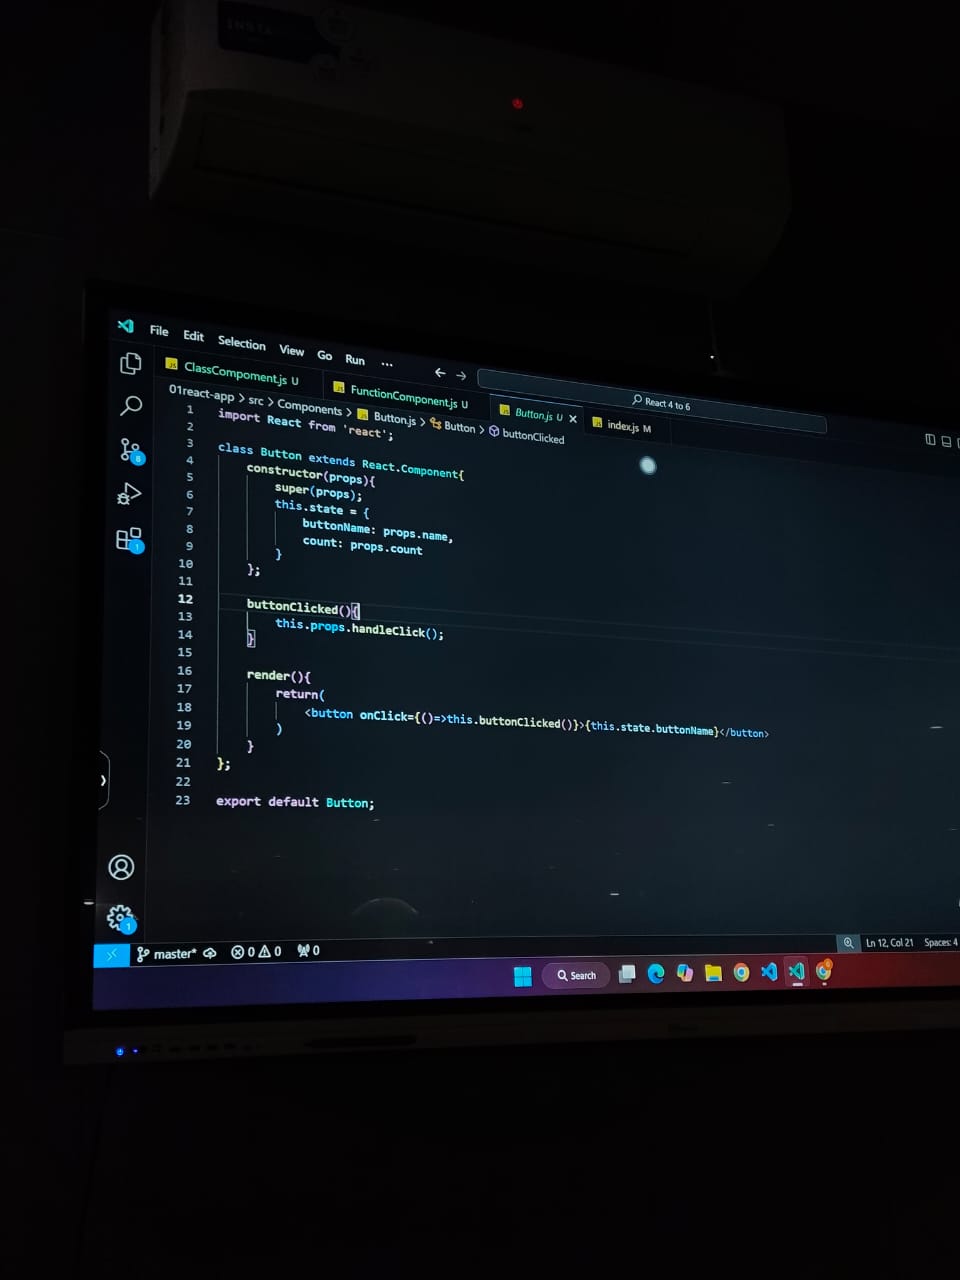 INSTA
File Edit Selection View Go Run ...
React 4 to 6
ClassCompoment.js U
FunctionComponent.js U
Button.js U
index.js M
01react-app > src > Components > Button.js > Button > buttonClicked
1 import React from 'react';
2
3 class Button extends React.Component{
4     constructor(props){
5         super(props);
6         this.state = {
7             buttonName: props.name,
8             count: props.count
9         }
10     };
11
12     buttonClicked(){
13         this.props.handleClick();
14     }
15
16     render(){
17         return(
18             <button onClick={()=>this.buttonClicked()}>{this.state.buttonName}</button>
19         )
20     }
21 };
22
23 export default Button;
8
1
1
master* 0 0 0
Ln 12, Col 21 Spaces: 4
Search